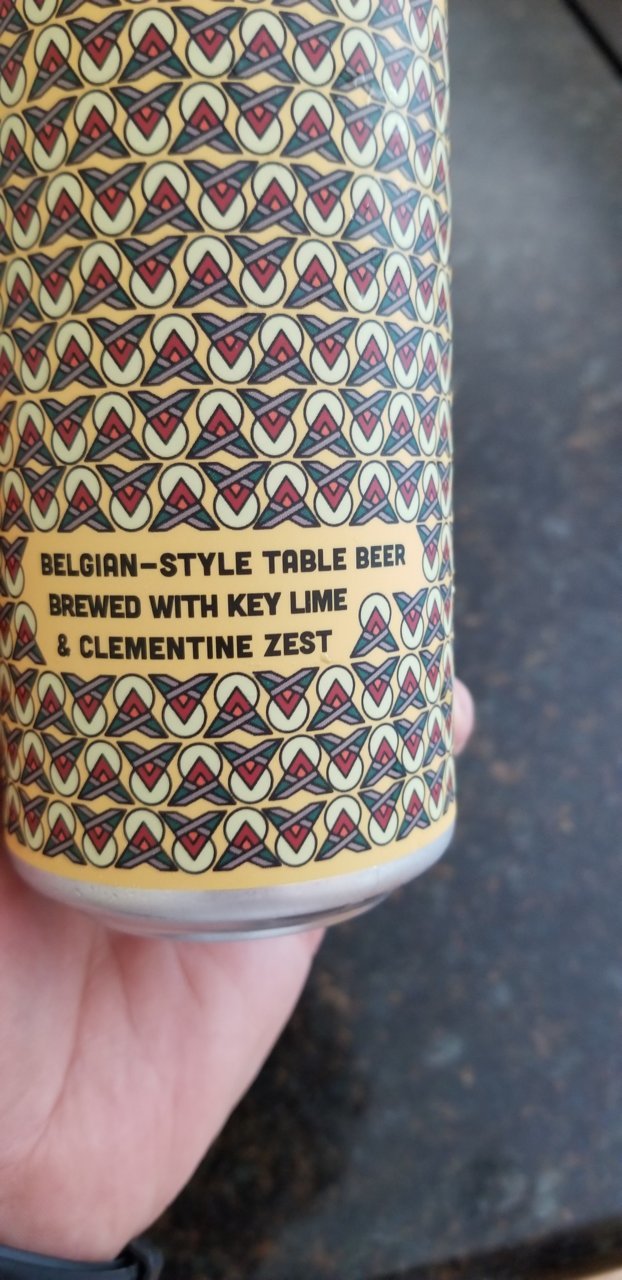 BELGIAN-STYLE TABLE BEER
BREWED WITH KEY LIME
& CLEMENTINE ZEST